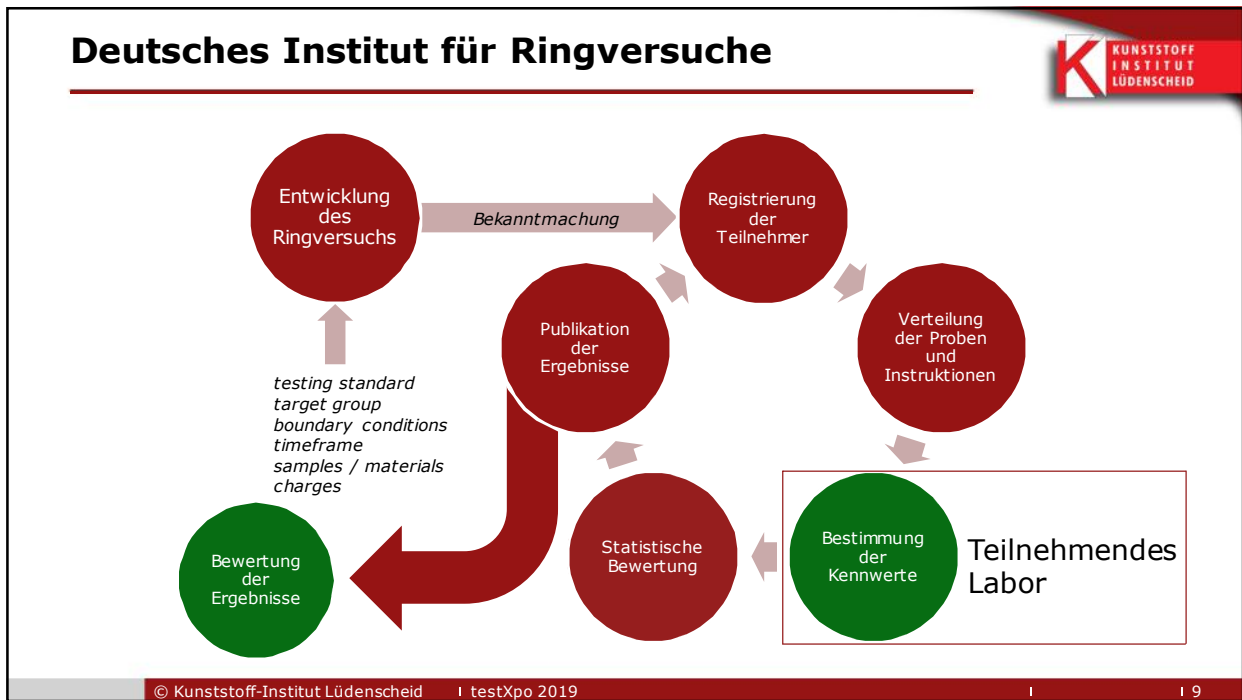 Deutsches Institut für Ringversuche
KUNSTSTOFF
INSTITUT
LÜDENSCHEID
Entwicklung
des
Ringversuchs
Bekanntmachung
Registrierung
der
Teilnehmer
Publikation
der
Ergebnisse
Verteilung
der Proben
und
Instruktionen
testing standard
target group
boundary conditions
timeframe
samples / materials
charges
Bewertung
der
Ergebnisse
Statistische
Bewertung
Bestimmung
der
Kennwerte
Teilnehmendes
Labor
© Kunststoff-Institut Lüdenscheid I testXpo 2019 I I 9